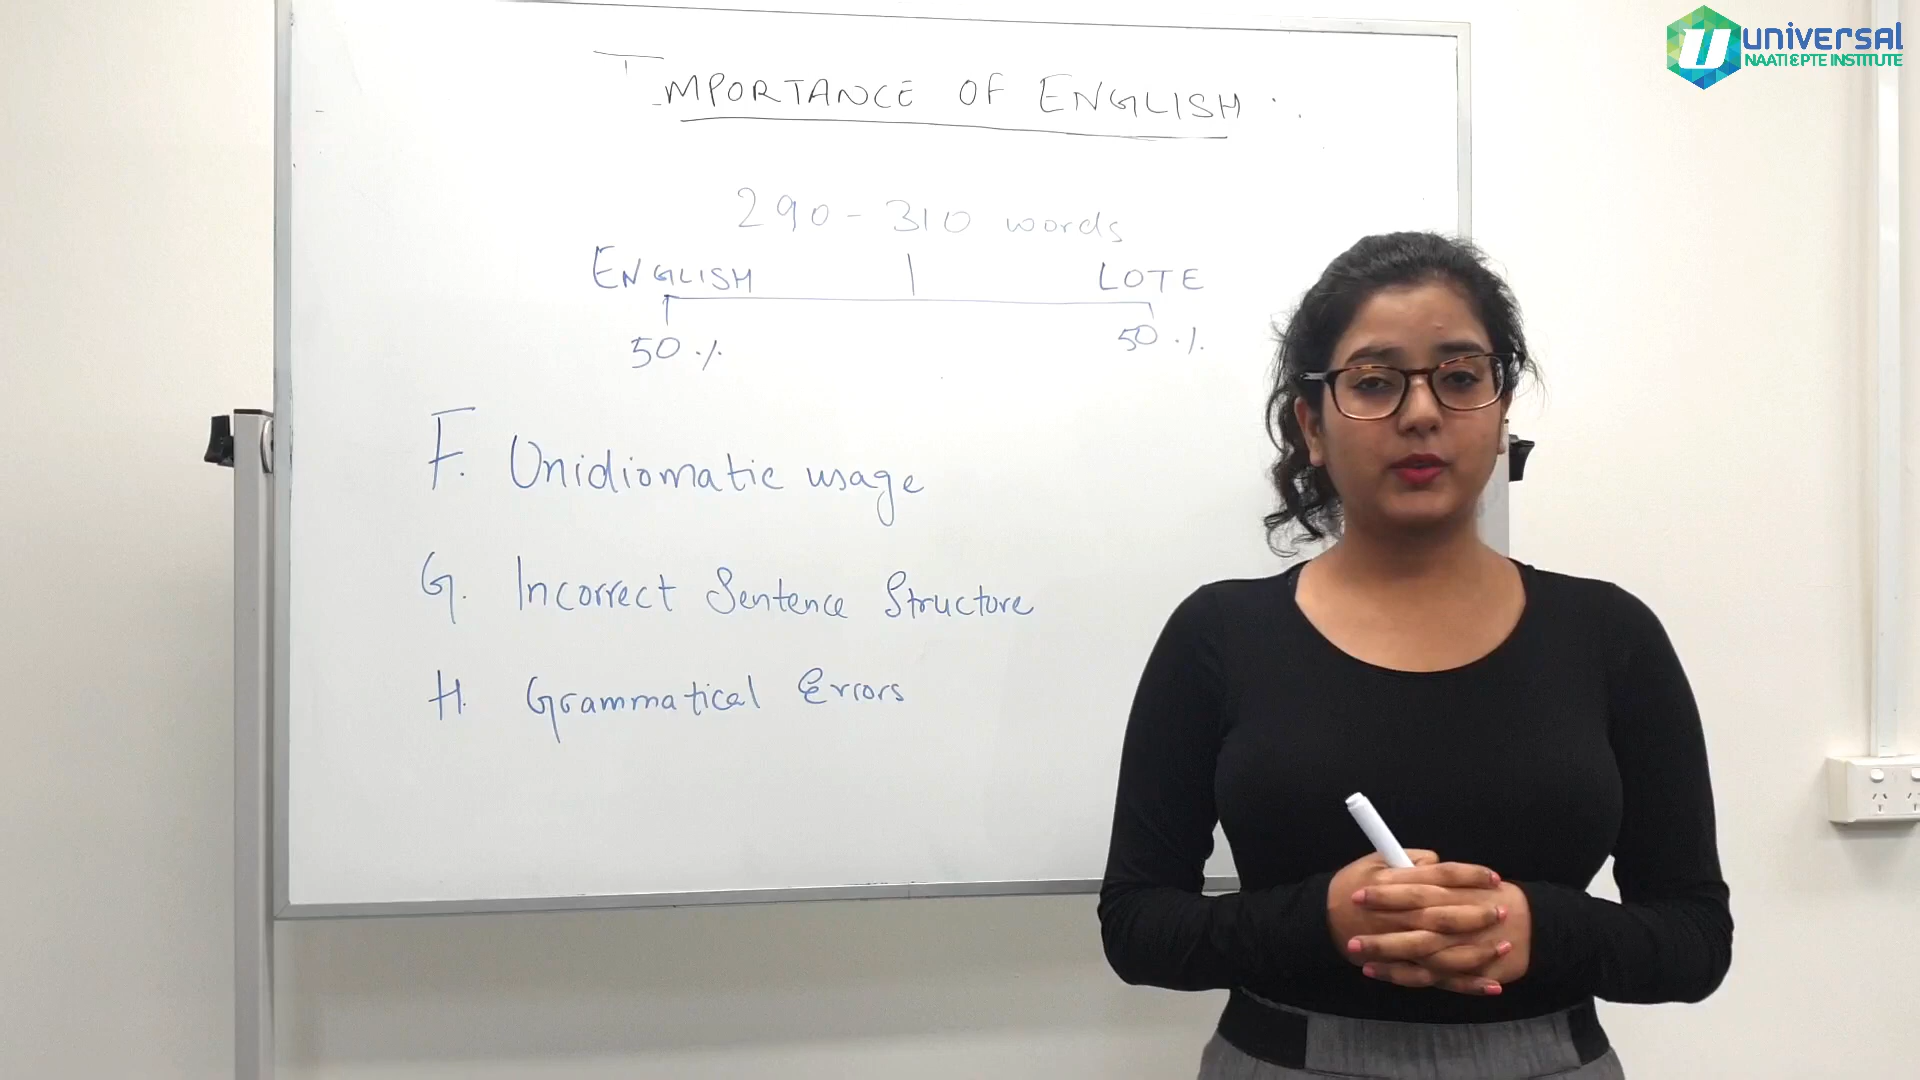 UNIVERSAL
NAATI & PTE INSTITUTE
IMPORTANCE OF ENGLISH.
290-310 words
ENGLISH | LOTE
50% 50%
F. Unidiomatic usage
G. Incorrect Sentence Structure
H. Grammatical Errors